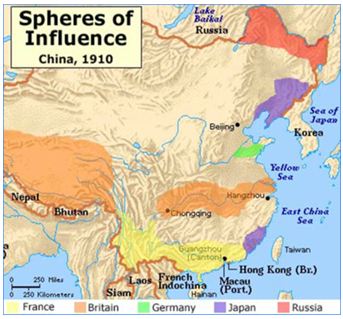 Spheres of
Influence
China, 1910
Lake
Baikal
Russia
Sea of
Japan
Beijing
Korea
Yellow
Sea
Nepal
Bhutan
Hangzhou
Chongqing
East China
Sea
Guangzhou
(Canton)
Taiwan
Hong Kong (Br.)
Macau
(Port.)
Laos
French
Indochina
Siam
Hainan
0 250 Miles
0 250 Kilometers
France
Britain
Germany
Japan
Russia